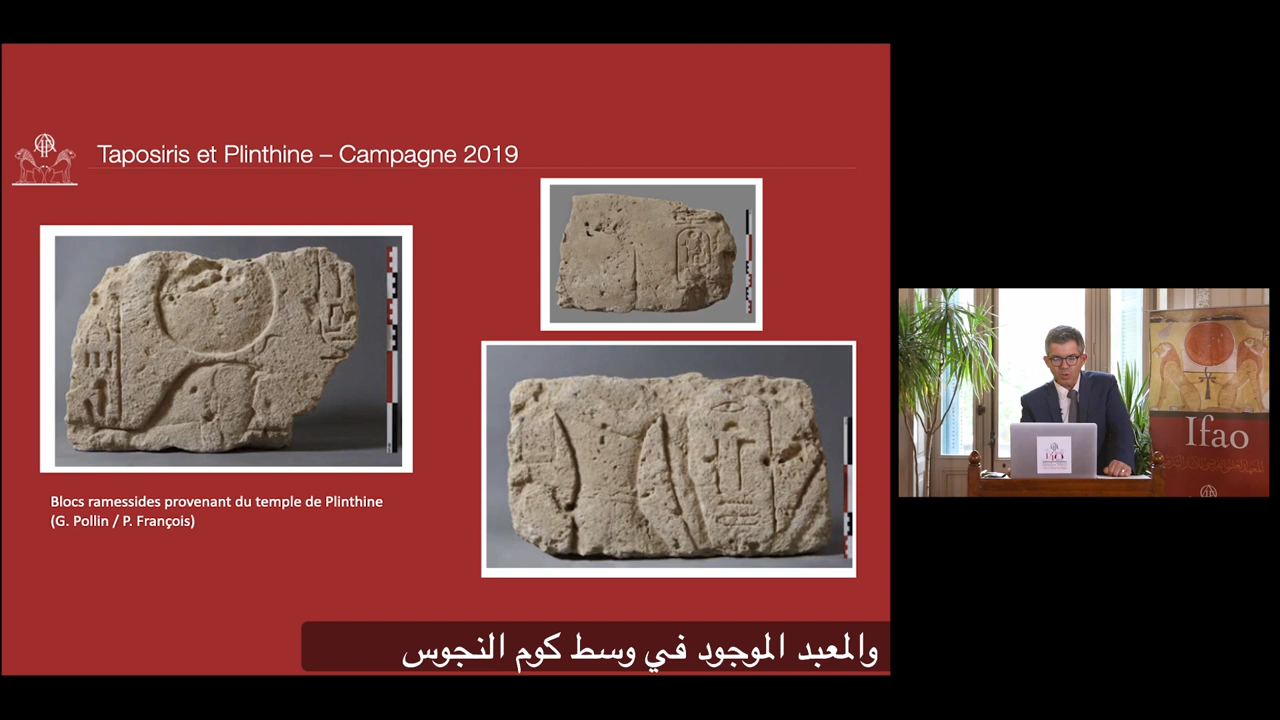 Taposiris et Plinthine – Campagne 2019
Blocs ramessides provenant du temple de Plinthine
(G. Pollin / P. François)
والمعبد الموجود في وسط كوم النجوس
Ifao